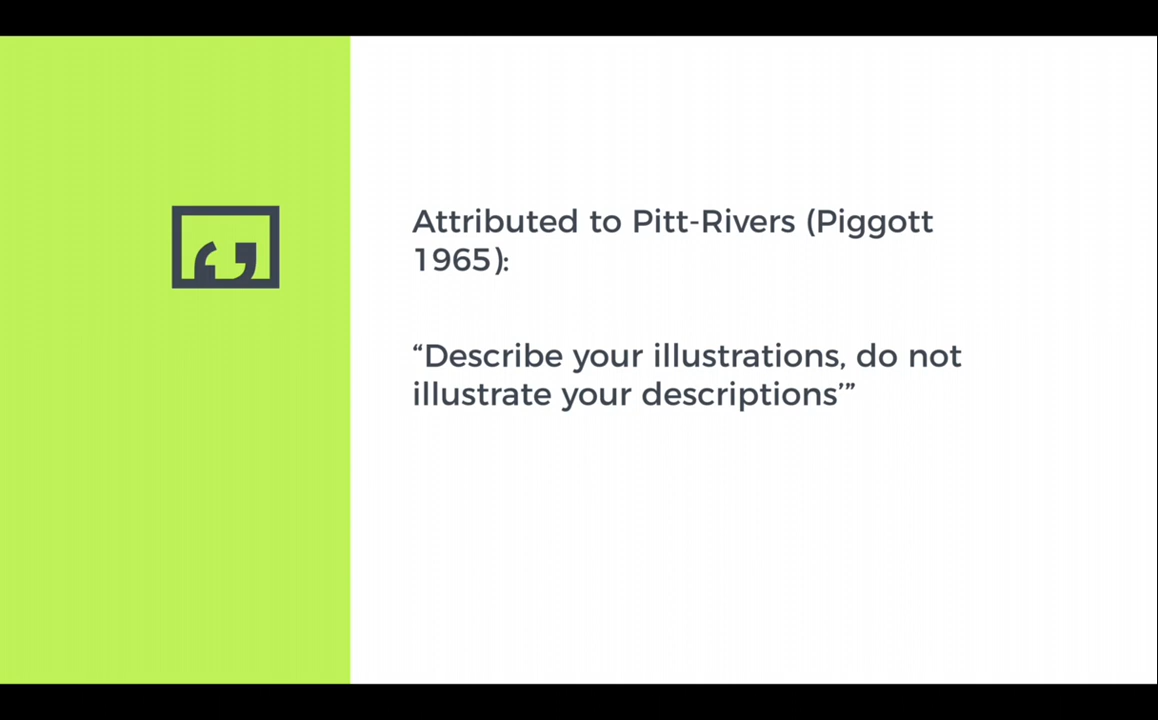 Attributed to Pitt-Rivers (Piggott
1965):
“Describe your illustrations, do not
illustrate your descriptions’”